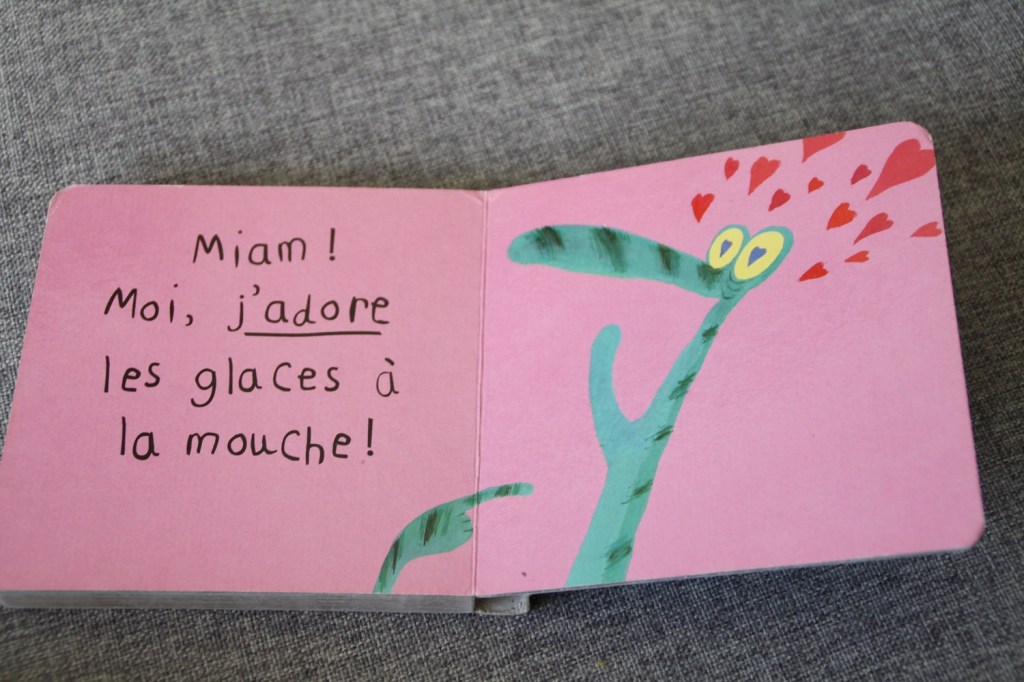 Miam !
Moi, j'adore
les glaces à
la mouche !